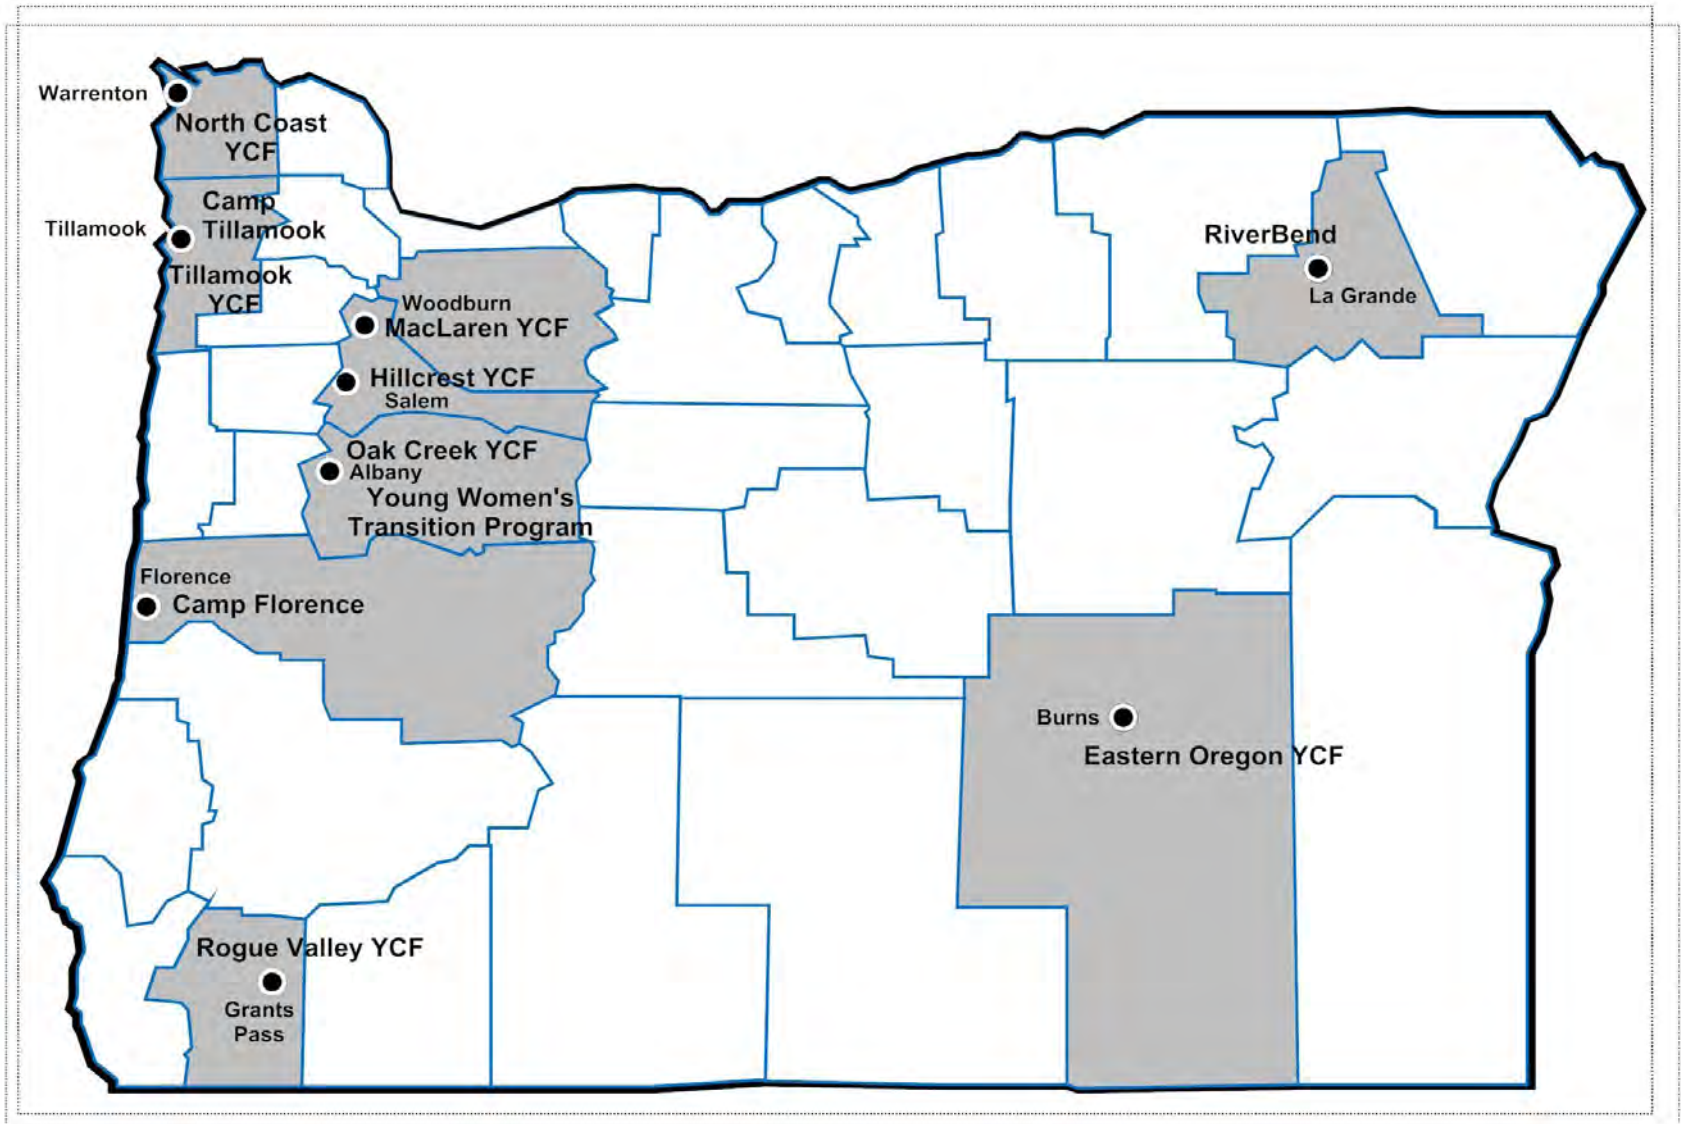 Warrenton
North Coast
YCF
Camp
Tillamook
Tillamook
Tillamook
YCF
RiverBend
La Grande
Woodburn
MacLaren YCF
Hillcrest YCF
Salem
Oak Creek YCF
Albany
Young Women's
Transition Program
Florence
Camp Florence
Burns
Eastern Oregon YCF
Rogue Valley YCF
Grants
Pass